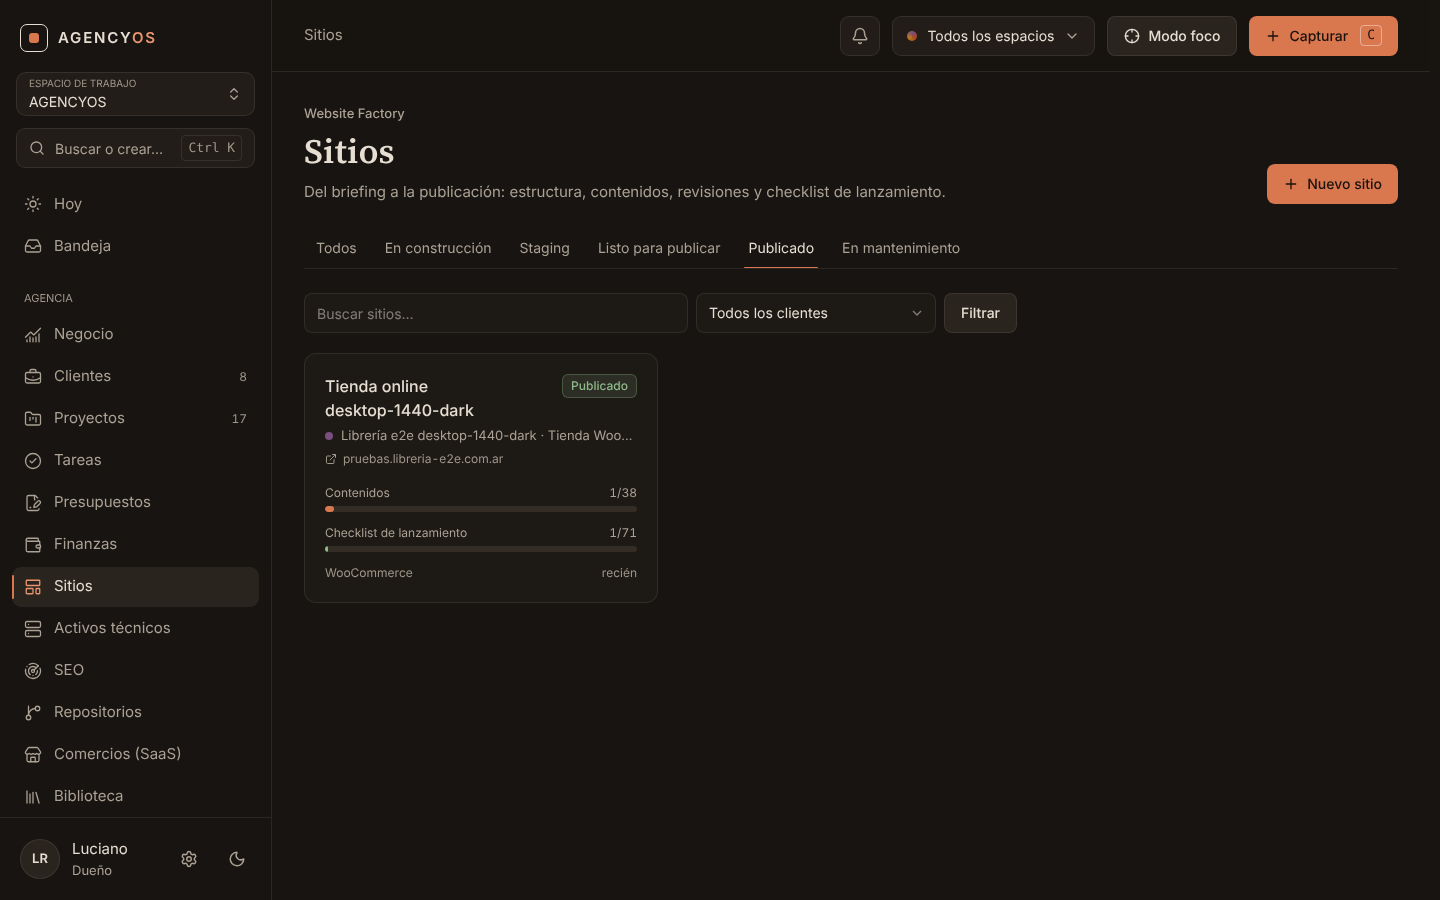 AGENCYOS
ESPACIO DE TRABAJO
AGENCYOS
Buscar o crear... Ctrl K
Hoy
Bandeja
AGENCIA
Negocio
Clientes 8
Proyectos 17
Tareas
Presupuestos
Finanzas
Sitios
Activos técnicos
SEO
Repositorios
Comercios (SaaS)
Biblioteca
LR
Luciano
Dueño
Sitios
Todos los espacios
Modo foco
Capturar C
Website Factory
Sitios
Del briefing a la publicación: estructura, contenidos, revisiones y checklist de lanzamiento.
Nuevo sitio
Todos En construcción Staging Listo para publicar Publicado En mantenimiento
Buscar sitios...
Todos los clientes
Filtrar
Tienda online
desktop-1440-dark
Publicado
Librería e2e desktop-1440-dark · Tienda Woo...
pruebas.libreria-e2e.com.ar
Contenidos 1/38
Checklist de lanzamiento 1/71
WooCommerce recién